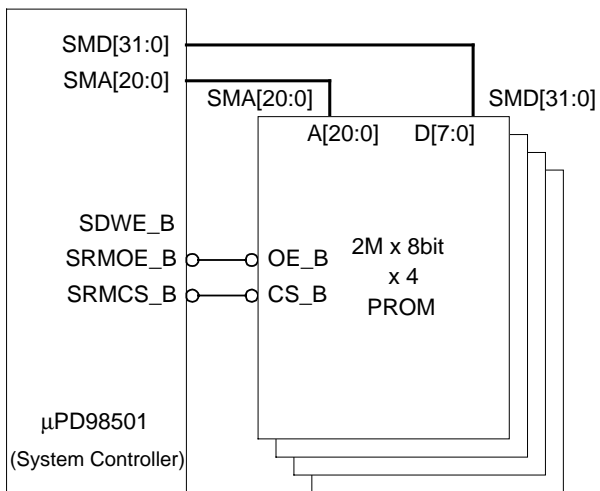 SMD[31:0]
SMA[20:0]
SMA[20:0]
SMD[31:0]
A[20:0] D[7:0]
SDWE_B
SRMOE_B
OE_B
SRMCS_B
CS_B
2M x 8bit
x 4
PROM
μPD98501
(System Controller)